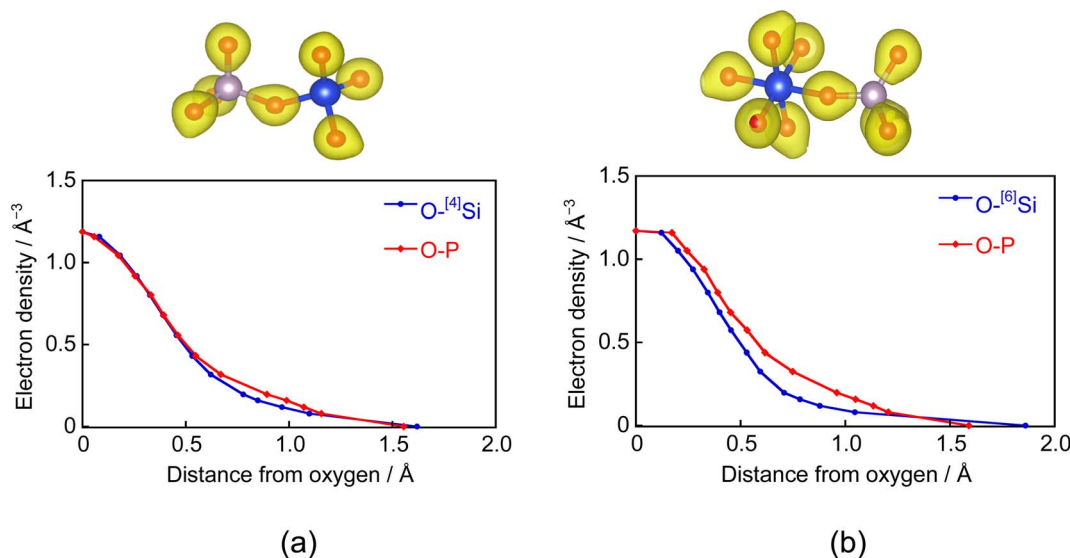 1.5
1.0
0.5
0
0
0.5
1.0
1.5
2.0
Electron density / Å⁻³
Distance from oxygen / Å
O-[4]Si
O-P
(a)
1.5
1.0
0.5
0
0
0.5
1.0
1.5
2.0
Electron density / Å⁻³
Distance from oxygen / Å
O-[6]Si
O-P
(b)